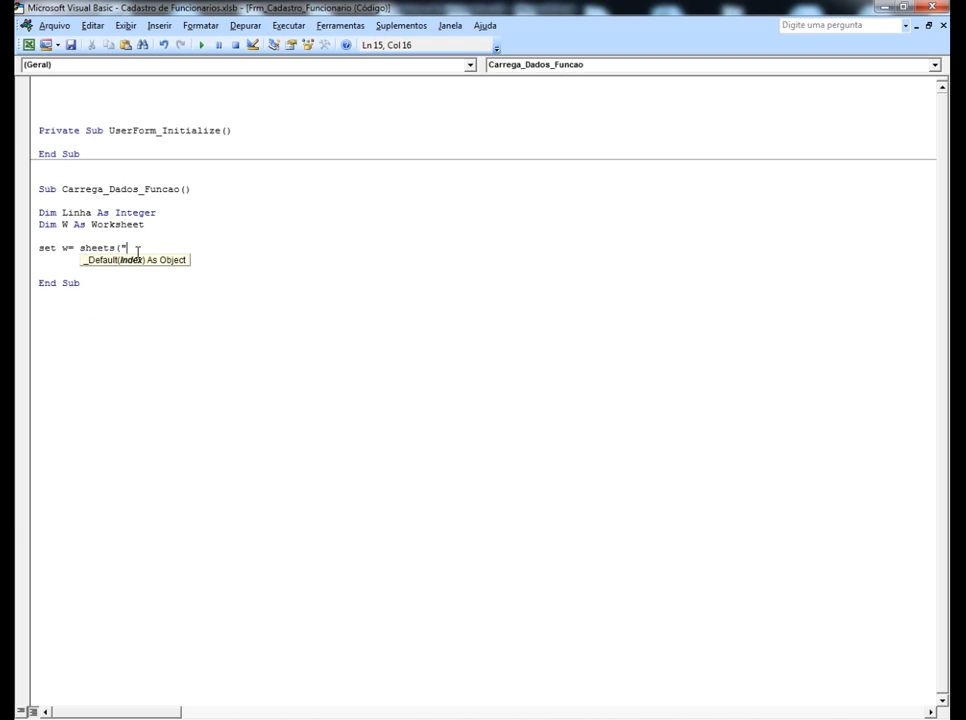 Microsoft Visual Basic - Cadastro de Funcionarios.xlsb - [Frm_Cadastro_Funcionario (Código)]
Arquivo Editar Exibir Inserir Formatar Depurar Executar Ferramentas Suplementos Janela Ajuda Digite uma pergunta
Ln 15, Col 16
(Geral) Carrega_Dados_Funcao
Private Sub UserForm_Initialize()
End Sub
Sub Carrega_Dados_Funcao()
Dim Linha As Integer
Dim W As Worksheet
set w= sheets("
_Default(Index) As Object
End Sub